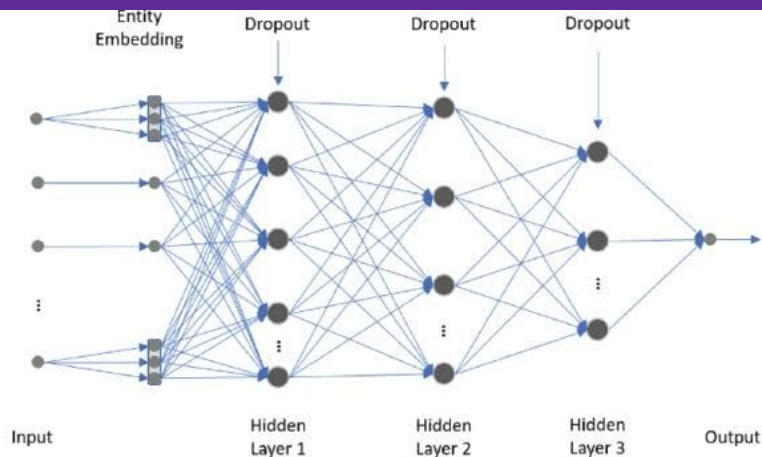 Entity
Embedding
Dropout
Dropout
Dropout
Input
Hidden
Layer 1
Hidden
Layer 2
Hidden
Layer 3
Output